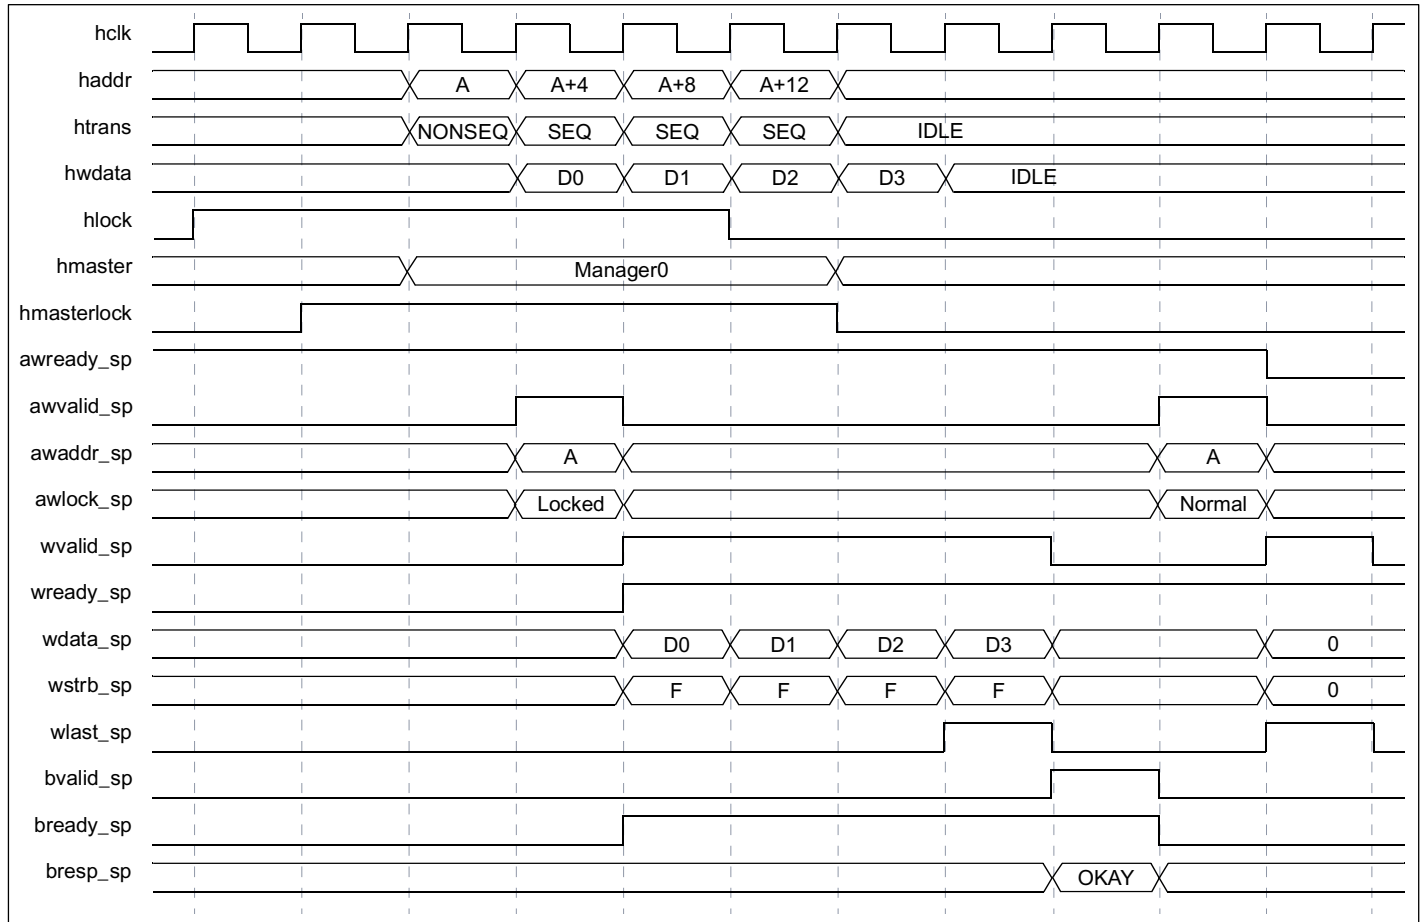 hclk
haddr A A+4 A+8 A+12
htrans NONSEQ SEQ SEQ SEQ IDLE
hwdata D0 D1 D2 D3 IDLE
hlock
hmaster Manager0
hmasterlock
awready_sp
awvalid_sp
awaddr_sp A A
awlock_sp Locked Normal
wvalid_sp
wready_sp
wdata_sp D0 D1 D2 D3 0
wstrb_sp F F F F 0
wlast_sp
bvalid_sp
bready_sp
bresp_sp OKAY